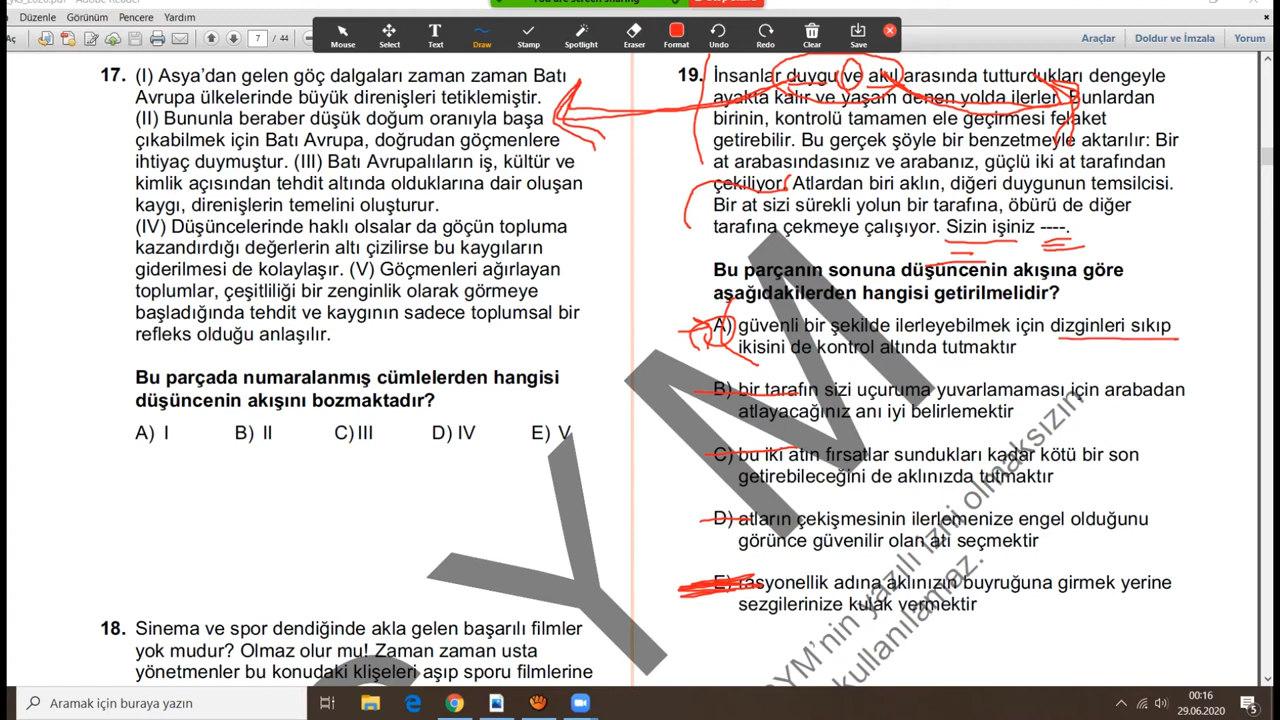 You are screen sharing
Stop Share
Düzenle Görünüm Pencere Yardım
Mouse Select Text Draw Stamp Spotlight Eraser Format Undo Redo Clear Save
Aç 7 / 44 Araçlar Doldur ve İmzala Yorum
17. (I) Asya'dan gelen göç dalgaları zaman zaman Batı
Avrupa ülkelerinde büyük direnişleri tetiklemiştir.
(II) Bununla beraber düşük doğum oranıyla başa
çıkabilmek için Batı Avrupa, doğrudan göçmenlere
ihtiyaç duymuştur. (III) Batı Avrupalıların iş, kültür ve
kimlik açısından tehdit altında olduklarına dair oluşan
kaygı, direnişlerin temelini oluşturur.
(IV) Düşüncelerinde haklı olsalar da göçün topluma
kazandırdığı değerlerin altı çizilirse bu kaygıların
giderilmesi de kolaylaşır. (V) Göçmenleri ağırlayan
toplumlar, çeşitliliği bir zenginlik olarak görmeye
başladığında tehdit ve kaygının sadece toplumsal bir
refleks olduğu anlaşılır.
Bu parçada numaralanmış cümlelerden hangisi
düşüncenin akışını bozmaktadır?
A) I B) II C) III D) IV E) V
18. Sinema ve spor dendiğinde akla gelen başarılı filmler
yok mudur? Olmaz olur mu! Zaman zaman usta
yönetmenler bu konudaki klişeleri aşıp sporu filmlerine
19. İnsanlar duygu ve akıl arasında tutturdukları dengeyle
ayakta kalır ve yaşam denen yolda ilerler. Bunlardan
birinin, kontrolü tamamen ele geçirmesi felaket
getirebilir. Bu gerçek şöyle bir benzetmeyle aktarılır: Bir
at arabasındasınız ve arabanız, güçlü iki at tarafından
çekiliyor. Atlardan biri aklın, diğeri duygunun temsilcisi.
Bir at sizi sürekli yolun bir tarafına, öbürü de diğer
tarafına çekmeye çalışıyor. Sizin işiniz ----.
Bu parçanın sonuna düşüncenin akışına göre
aşağıdakilerden hangisi getirilmelidir?
A) güvenli bir şekilde ilerleyebilmek için dizginleri sıkıp
ikisini de kontrol altında tutmaktır
B) bir tarafın sizi uçuruma yuvarlamaması için arabadan
atlayacağınız anı iyi belirlemektir
C) bu iki atın fırsatlar sundukları kadar kötü bir son
getirebileceğini de aklınızda tutmaktır
D) atların çekişmesinin ilerlemenize engel olduğunu
görünce güvenilir olan atı seçmektir
E) rasyonellik adına aklınızın buyruğuna girmek yerine
sezgilerinize kulak vermektir
YM
YM'nin yazılı izni olmaksızın
kullanılamaz.
Aramak için buraya yazın
00:16
29.06.2020
5